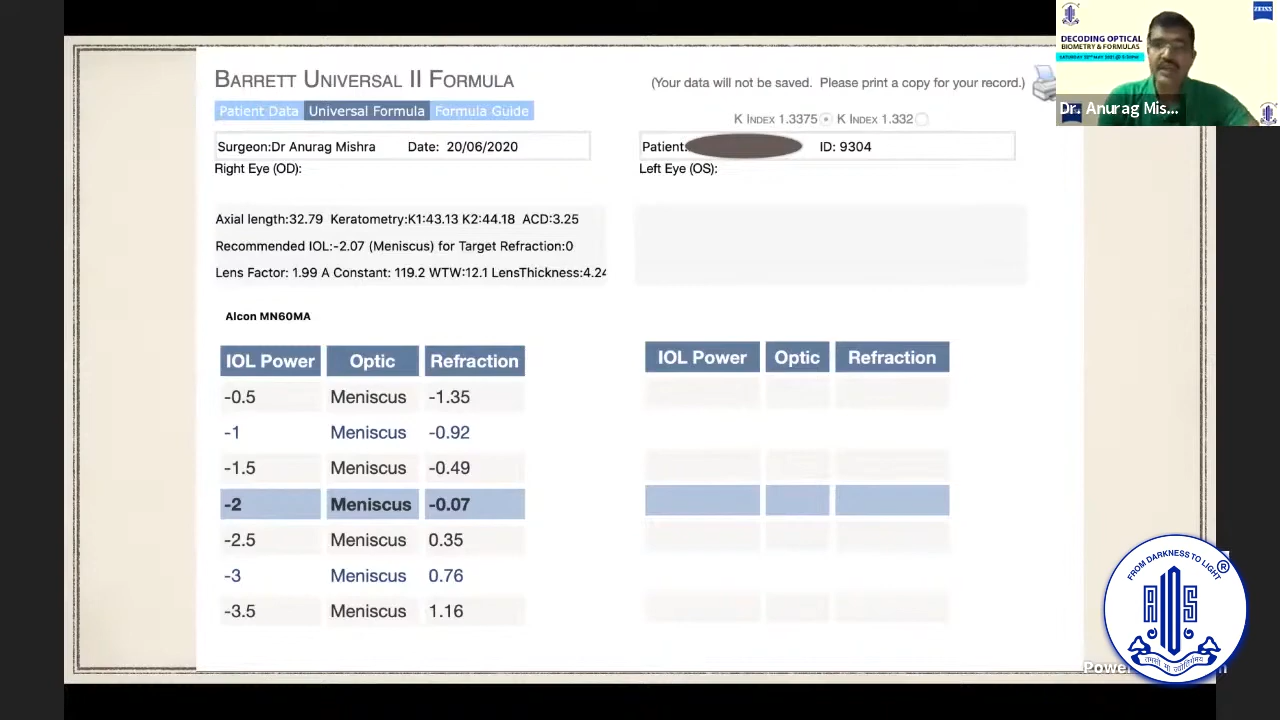 BARRETT UNIVERSAL II FORMULA
(Your data will not be saved. Please print a copy for your record.)
Patient Data Universal Formula Formula Guide
K INDEX 1.3375 K INDEX 1.332
Surgeon:Dr Anurag Mishra Date: 20/06/2020
Patient: ID: 9304
Right Eye (OD):
Left Eye (OS):
Axial length:32.79 Keratometry:K1:43.13 K2:44.18 ACD:3.25
Recommended IOL:-2.07 (Meniscus) for Target Refraction:0
Lens Factor: 1.99 A Constant: 119.2 WTW:12.1 LensThickness:4.24
Alcon MN60MA
IOL Power Optic Refraction
-0.5 Meniscus -1.35
-1 Meniscus -0.92
-1.5 Meniscus -0.49
-2 Meniscus -0.07
-2.5 Meniscus 0.35
-3 Meniscus 0.76
-3.5 Meniscus 1.16
IOL Power Optic Refraction
ZEISS
DECODING OPTICAL
BIOMETRY & FORMULAS
Dr. Anurag Mis...
FROM DARKNESS TO LIGHT
®
AIOS